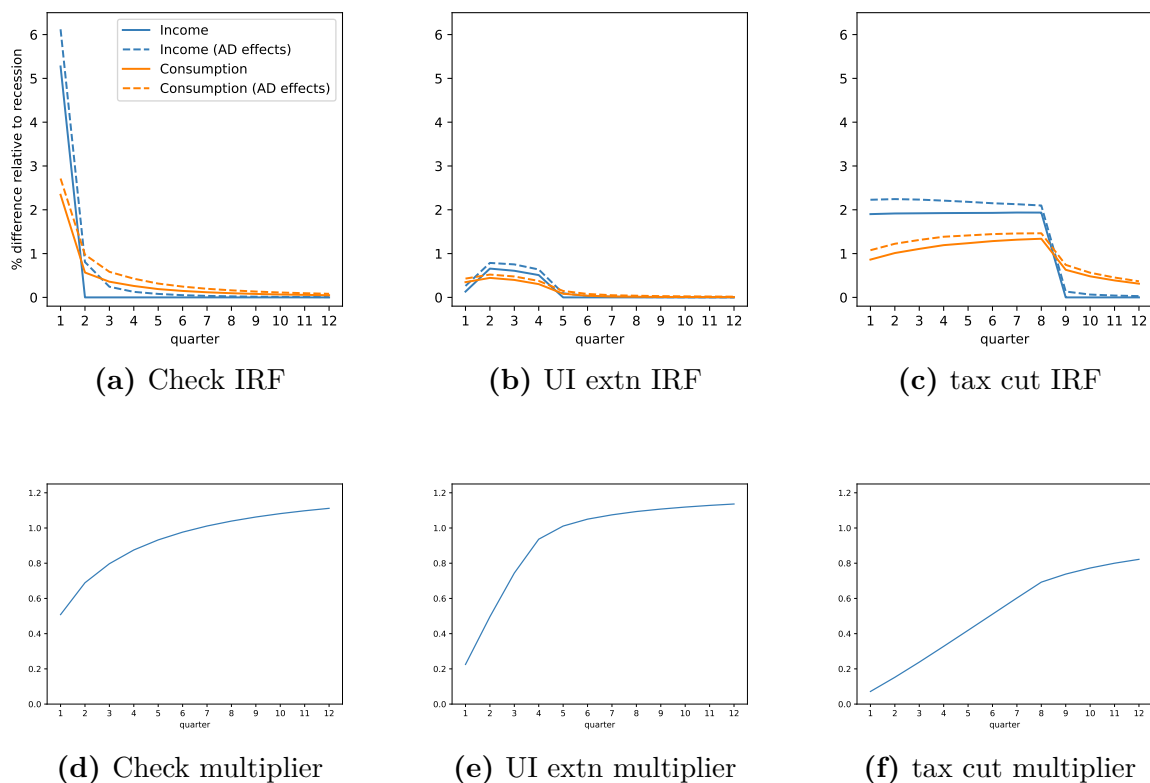 Income
Income (AD effects)
Consumption
Consumption (AD effects)
% difference relative to recession
6
5
4
3
2
1
0
1 2 3 4 5 6 7 8 9 10 11 12
quarter
(a) Check IRF
6
5
4
3
2
1
0
1 2 3 4 5 6 7 8 9 10 11 12
quarter
(b) UI extn IRF
6
5
4
3
2
1
0
1 2 3 4 5 6 7 8 9 10 11 12
quarter
(c) tax cut IRF
1.2
1.0
0.8
0.6
0.4
0.2
0.0
1 2 3 4 5 6 7 8 9 10 11 12
quarter
(d) Check multiplier
1.2
1.0
0.8
0.6
0.4
0.2
0.0
1 2 3 4 5 6 7 8 9 10 11 12
quarter
(e) UI extn multiplier
1.2
1.0
0.8
0.6
0.4
0.2
0.0
1 2 3 4 5 6 7 8 9 10 11 12
quarter
(f) tax cut multiplier